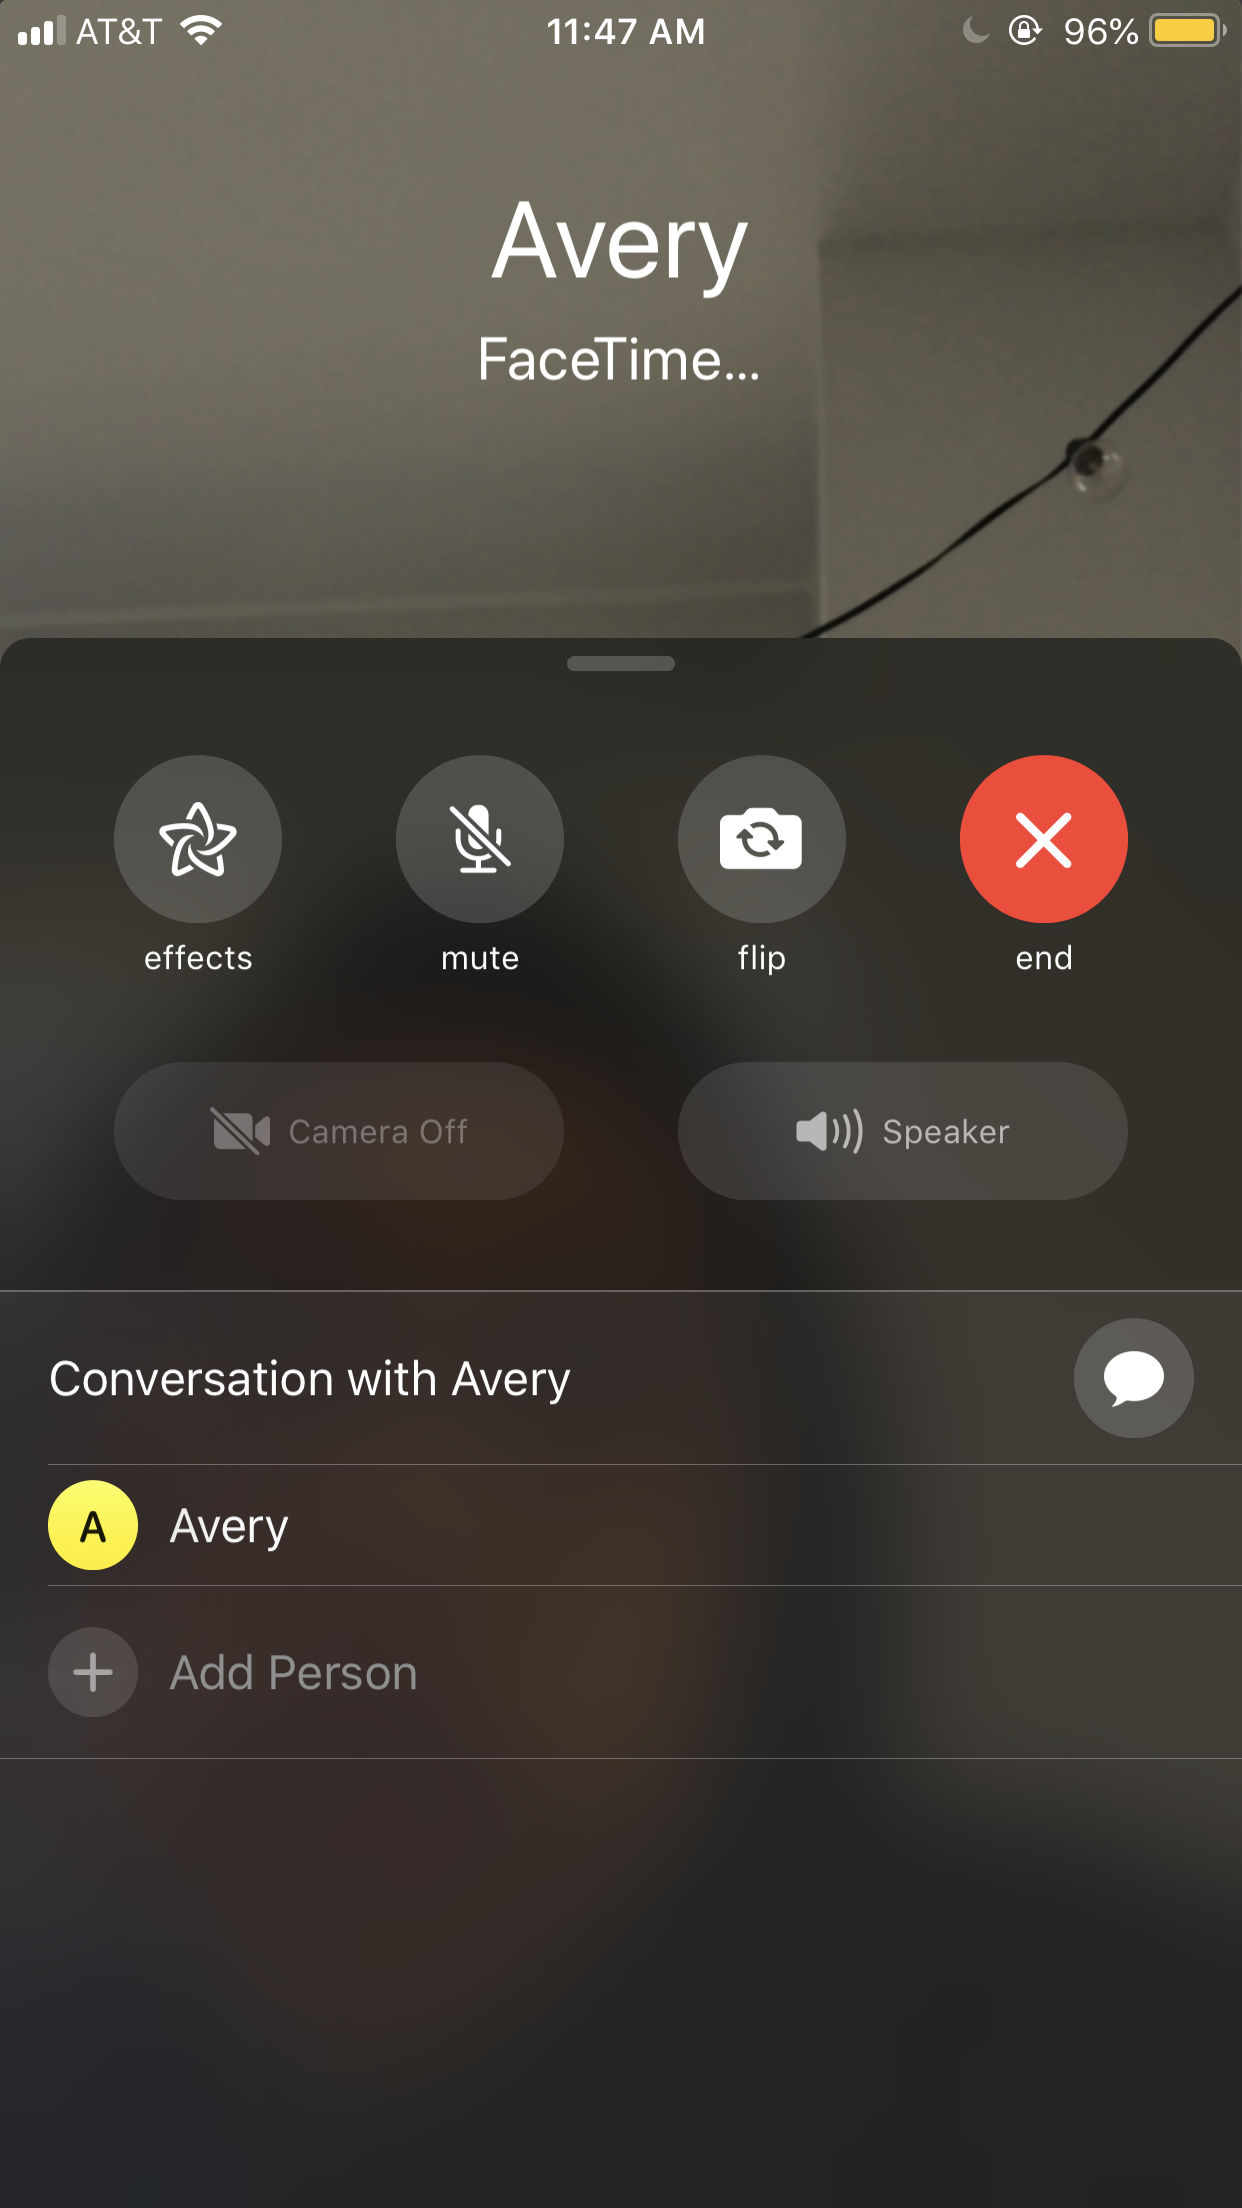 AT&T 11:47 AM 96%
Avery
FaceTime...
effects mute flip end
Camera Off Speaker
Conversation with Avery
A Avery
Add Person